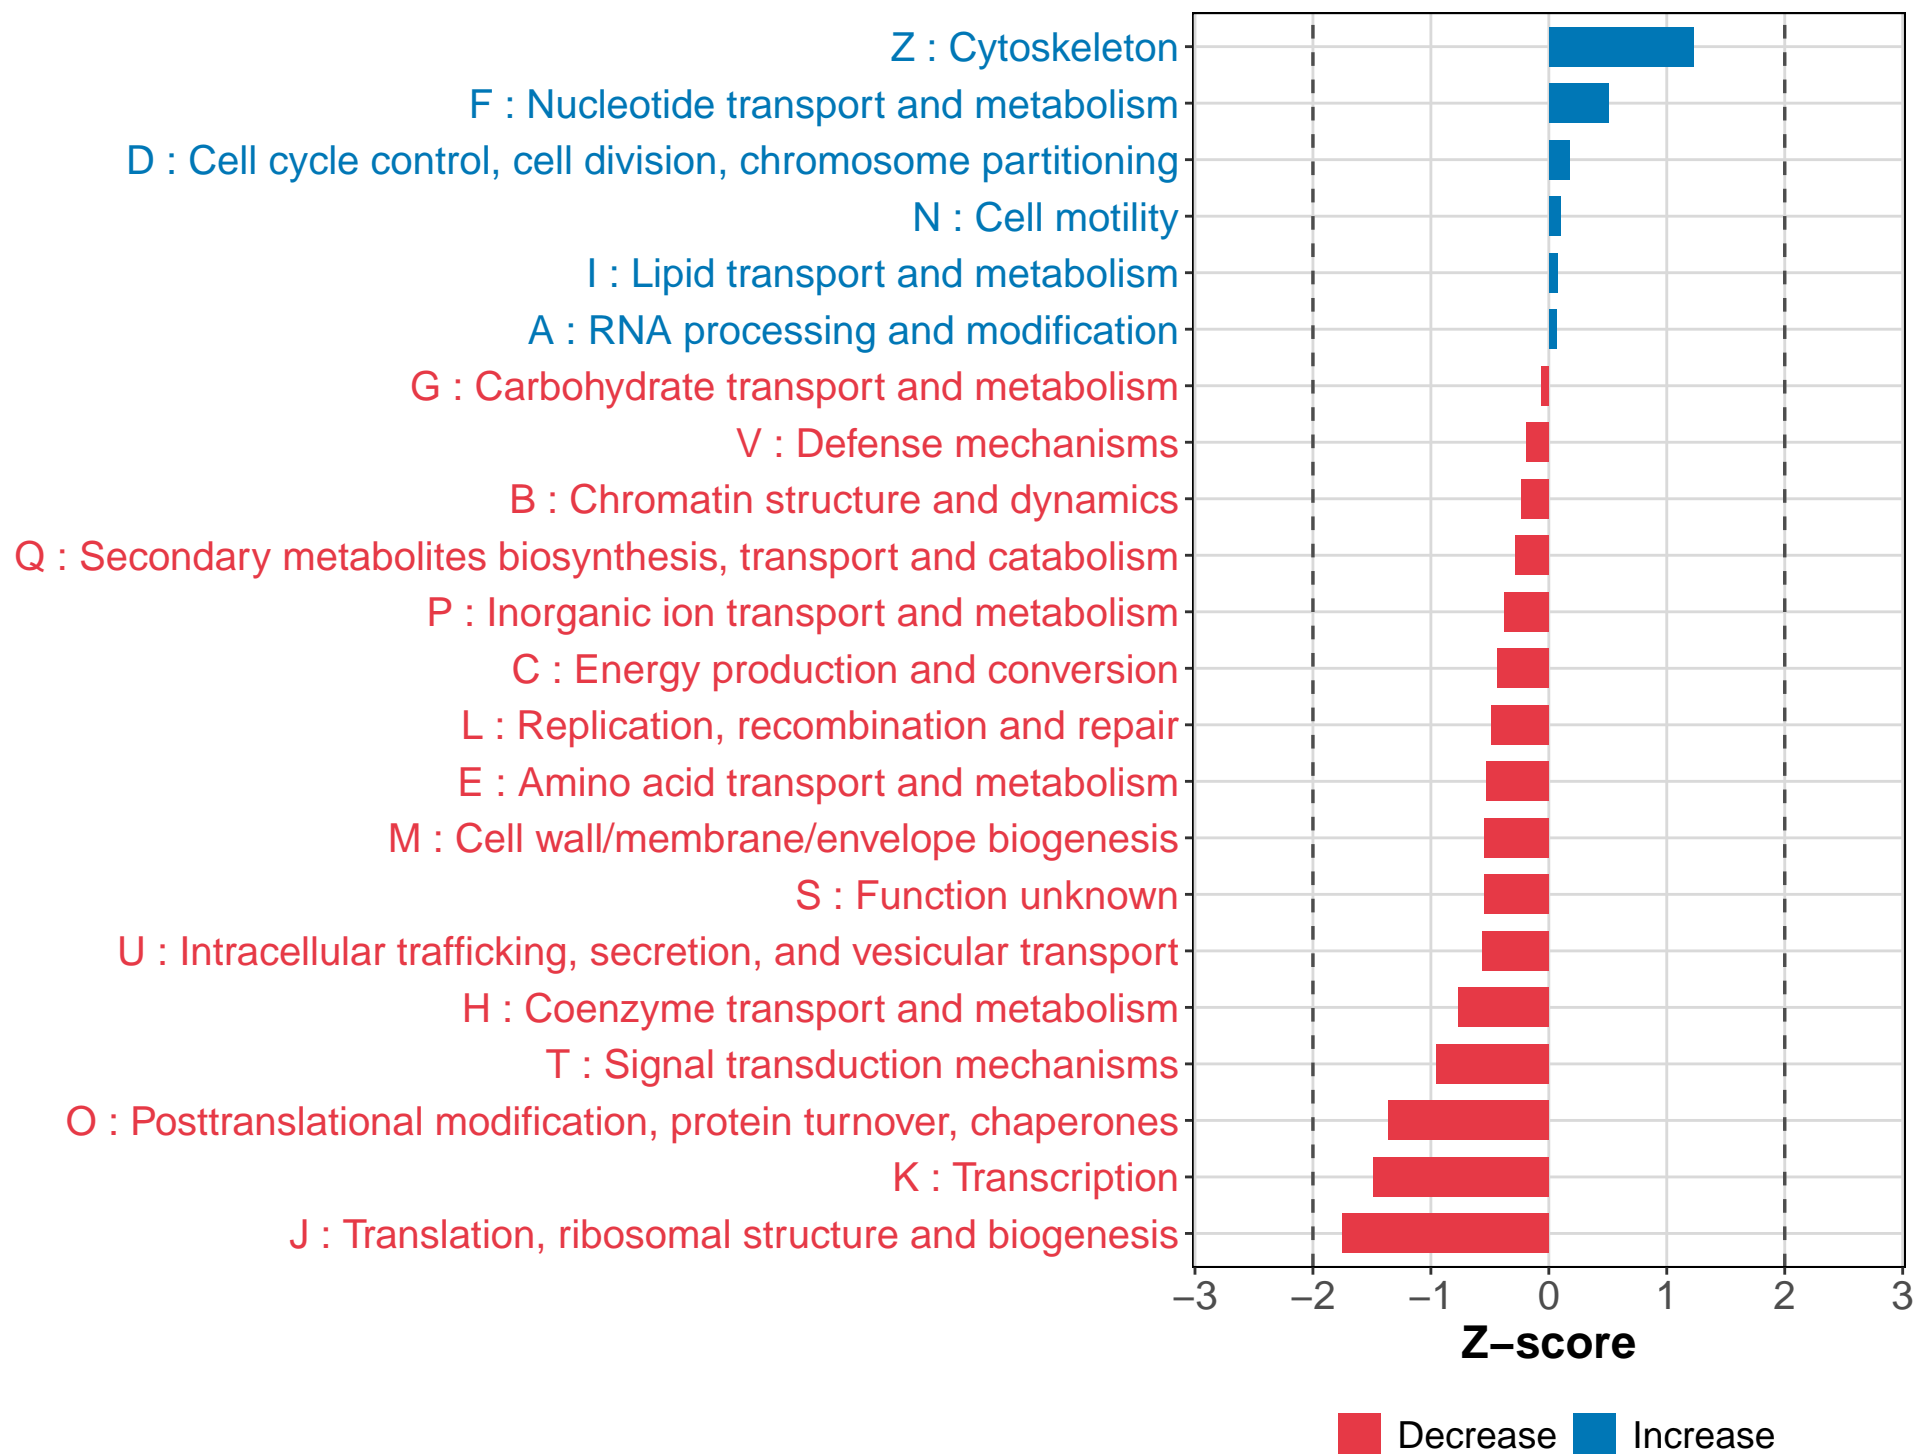 Z : Cytoskeleton
F : Nucleotide transport and metabolism
D : Cell cycle control, cell division, chromosome partitioning
N : Cell motility
I : Lipid transport and metabolism
A : RNA processing and modification
G : Carbohydrate transport and metabolism
V : Defense mechanisms
B : Chromatin structure and dynamics
Q : Secondary metabolites biosynthesis, transport and catabolism
P : Inorganic ion transport and metabolism
C : Energy production and conversion
L : Replication, recombination and repair
E : Amino acid transport and metabolism
M : Cell wall/membrane/envelope biogenesis
S : Function unknown
U : Intracellular trafficking, secretion, and vesicular transport
H : Coenzyme transport and metabolism
T : Signal transduction mechanisms
O : Posttranslational modification, protein turnover, chaperones
K : Transcription
J : Translation, ribosomal structure and biogenesis
−3 −2 −1 0 1 2 3
Z−score
Decrease Increase